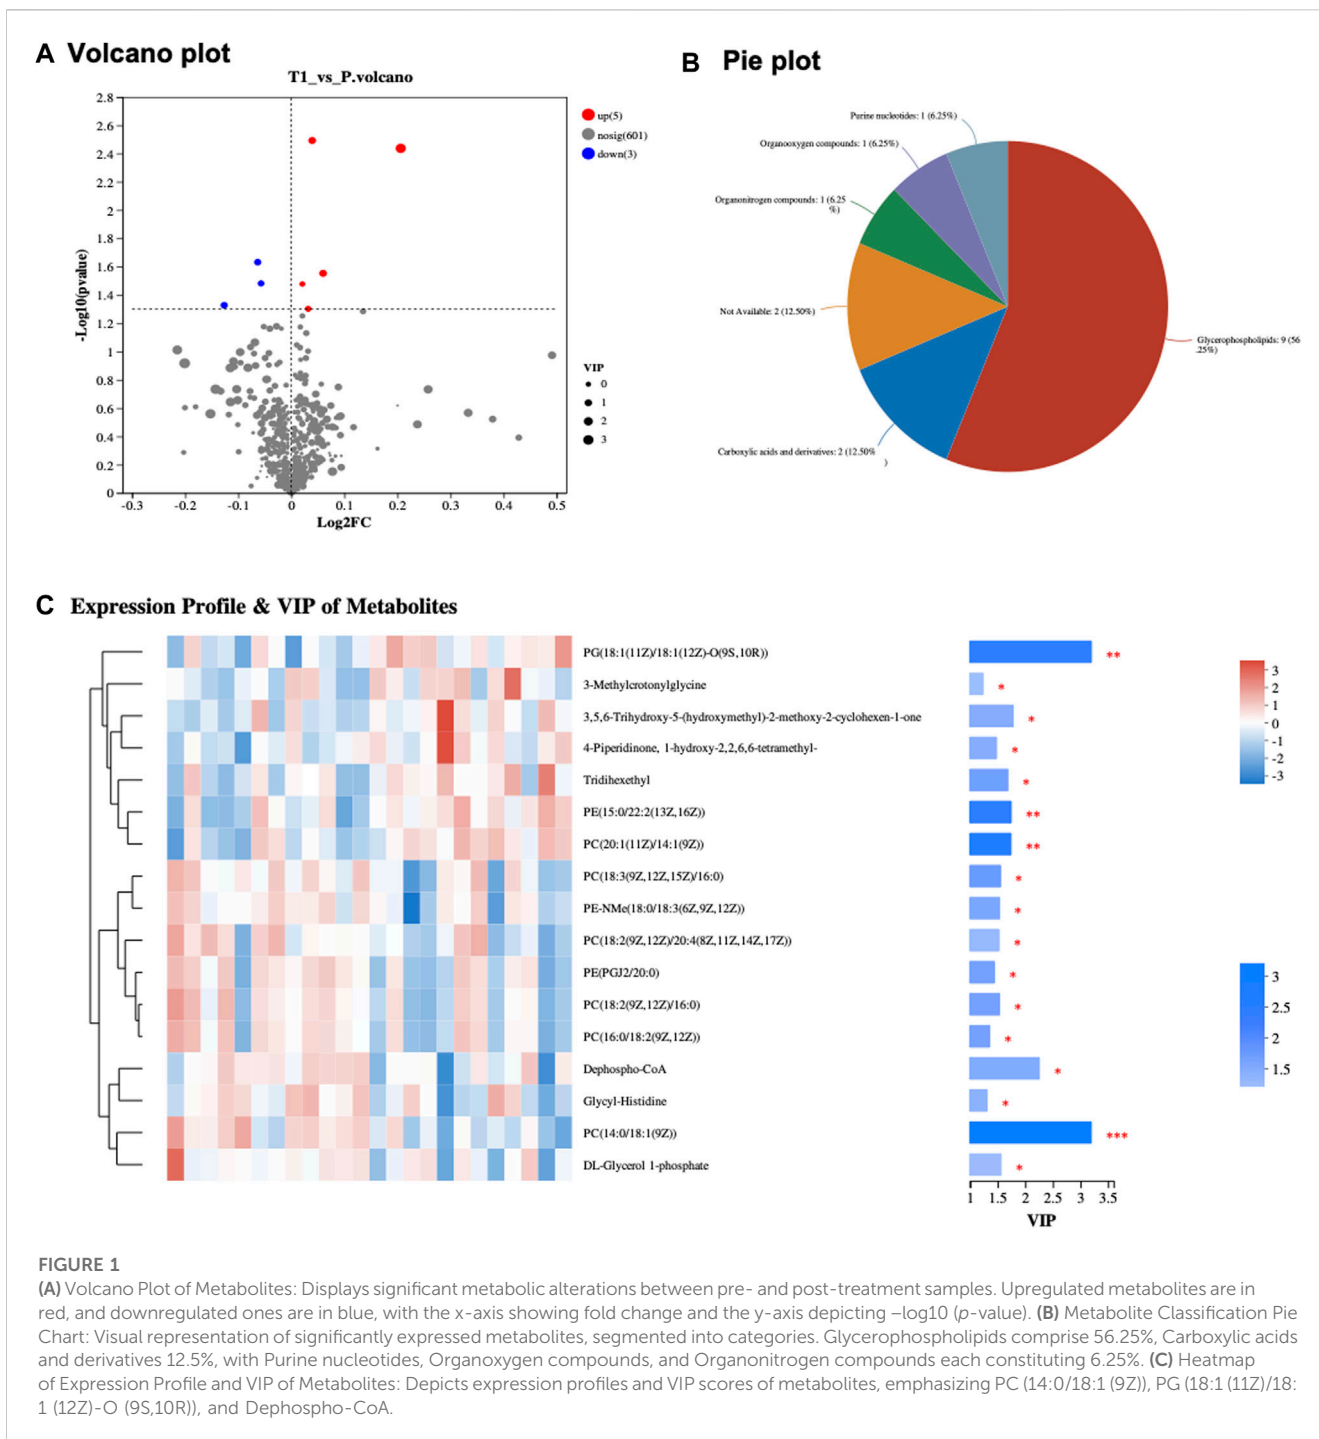 A Volcano plot
T1_vs_P.volcano
2.8
2.6
2.4
2.2
2
1.8
1.6
1.4
1.2
1
0.8
0.6
0.4
0.2
0
-Log10(pvalue)
-0.3 -0.2 -0.1 0 0.1 0.2 0.3 0.4 0.5
Log2FC
up(5)
nosig(601)
down(3)
VIP
0
1
2
3
B Pie plot
Purine nucleotides: 1 (6.25%)
Organooxygen compounds: 1 (6.25%)
Organonitrogen compounds: 1 (6.25
%)
Not Available: 2 (12.50%)
Carboxylic acids and derivatives: 2 (12.50%
)
Glycerophospholipids: 9 (56
.25%)
C Expression Profile & VIP of Metabolites
PG(18:1(11Z)/18:1(12Z)-O(9S,10R)) **
3-Methylcrotonylglycine *
3,5,6-Trihydroxy-5-(hydroxymethyl)-2-methoxy-2-cyclohexen-1-one *
4-Piperidinone, 1-hydroxy-2,2,6,6-tetramethyl- *
Tridihexethyl *
PE(15:0/22:2(13Z,16Z)) **
PC(20:1(11Z)/14:1(9Z)) **
PC(18:3(9Z,12Z,15Z)/16:0) *
PE-NMe(18:0/18:3(6Z,9Z,12Z)) *
PC(18:2(9Z,12Z)/20:4(8Z,11Z,14Z,17Z)) *
PE(PGJ2/20:0) *
PC(18:2(9Z,12Z)/16:0) *
PC(16:0/18:2(9Z,12Z)) *
Dephospho-CoA *
Glycyl-Histidine *
PC(14:0/18:1(9Z)) ***
DL-Glycerol 1-phosphate *
1 1.5 2 2.5 3 3.5
VIP
3
2
1
0
-1
-2
-3
3
2.5
2
1.5
FIGURE 1
(A) Volcano Plot of Metabolites: Displays significant metabolic alterations between pre- and post-treatment samples. Upregulated metabolites are in
red, and downregulated ones are in blue, with the x-axis showing fold change and the y-axis depicting –log10 (p-value). (B) Metabolite Classification Pie
Chart: Visual representation of significantly expressed metabolites, segmented into categories. Glycerophospholipids comprise 56.25%, Carboxylic acids
and derivatives 12.5%, with Purine nucleotides, Organoxygen compounds, and Organonitrogen compounds each constituting 6.25%. (C) Heatmap
of Expression Profile and VIP of Metabolites: Depicts expression profiles and VIP scores of metabolites, emphasizing PC (14:0/18:1 (9Z)), PG (18:1 (11Z)/18:
1 (12Z)-O (9S,10R)), and Dephospho-CoA.